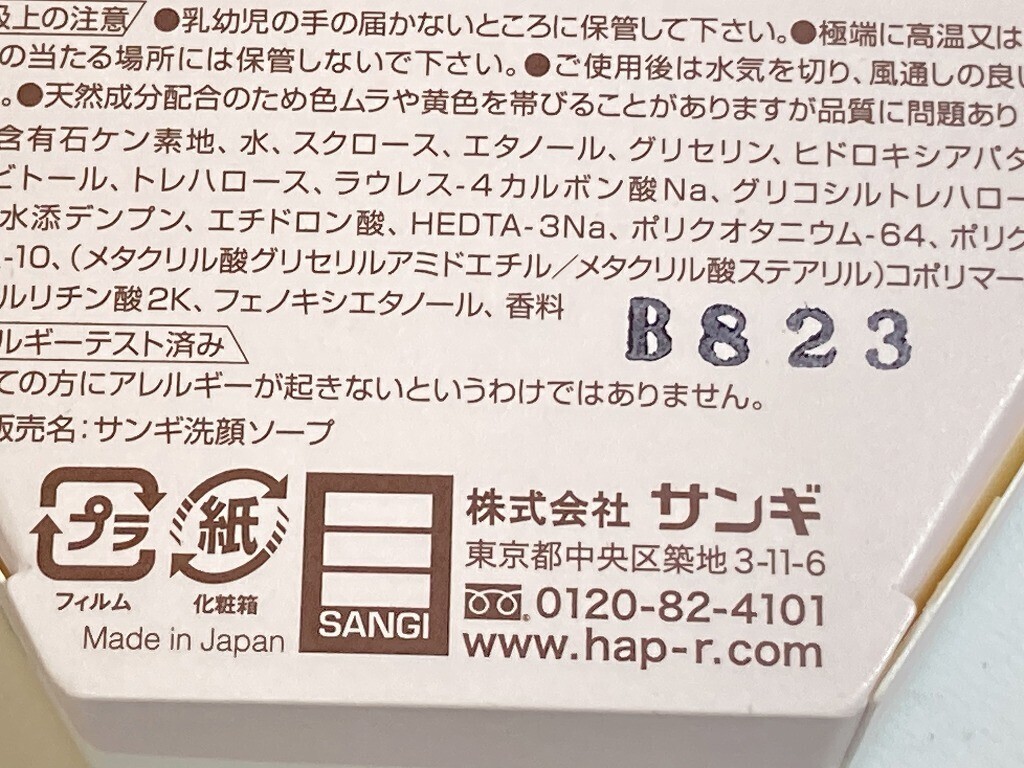 扱上の注意 ●乳幼児の手の届かないところに保管して下さい。●極端に高温又は
の当たる場所には保管しないで下さい。●ご使用後は水気を切り、風通しの良い
。●天然成分配合のため色ムラや黄色を帯びることがありますが品質に問題あり
含有石ケン素地、水、スクロース、エタノール、グリセリン、ヒドロキシアパタ
ビトール、トレハロース、ラウレス-4カルボン酸Na、グリコシルトレハロー
水添デンプン、エチドロン酸、HEDTA-3Na、ポリクオタニウム-64、ポリク
-10、(メタクリル酸グリセリルアミドエチル/メタクリル酸ステアリル)コポリマー
ルリチン酸2K、フェノキシエタノール、香料
B823
ルギーテスト済み
ての方にアレルギーが起きないというわけではありません。
販売名:サンギ洗顔ソープ
プラ
フィルム
紙
化粧箱
Made in Japan
SANGI
株式会社 サンギ
東京都中央区築地3-11-6
0120-82-4101
www.hap-r.com